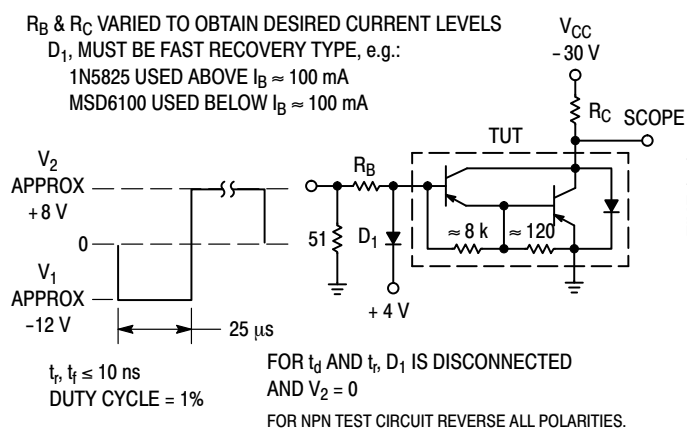 R_B & R_C VARIED TO OBTAIN DESIRED CURRENT LEVELS
D_1, MUST BE FAST RECOVERY TYPE, e.g.:
1N5825 USED ABOVE I_B ≈ 100 mA
MSD6100 USED BELOW I_B ≈ 100 mA
V_CC
-30 V
R_C
SCOPE
TUT
V_2
APPROX
+8 V
0
V_1
APPROX
-12 V
25 μs
R_B
51
D_1
+ 4 V
≈ 8 k
≈ 120
t_r, t_f ≤ 10 ns
DUTY CYCLE = 1%
FOR t_d AND t_r, D_1 IS DISCONNECTED
AND V_2 = 0
FOR NPN TEST CIRCUIT REVERSE ALL POLARITIES.